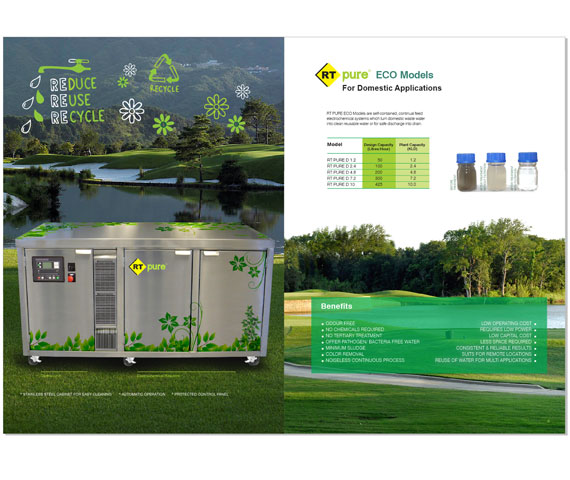 REDUCE
REUSE
RECYCLE
RECYCLE
RT pure
* STAINLESS STEEL CABINET FOR EASY CLEANING * AUTOMATIC OPERATION * PROTECTED CONTROL PANEL
RT pure® ECO Models
For Domestic Applications
RT PURE ECO Models are self-contained, continual feed
electrochemical systems which turn domestic waste water
into clean reusable water or for safe discharge into drain.
Model Design Capacity (Litres/Hour) Plant Capacity (KLD)
RT PURE D 1.2 50 1.2
RT PURE D 2.4 100 2.4
RT PURE D 4.8 200 4.8
RT PURE D 7.2 300 7.2
RT PURE D 10 425 10.0
Benefits
ODOUR FREE
NO CHEMICALS REQUIRED
NO TERTIARY TREATMENT
OFFER PATHOGEN/ BACTERIA FREE WATER
MINIMUM SLUDGE
COLOR REMOVAL
NOISELESS CONTINUOUS PROCESS
LOW OPERATING COST
REQUIRES LOW POWER
LOW CAPITAL COST
LESS SPACE REQUIRED
CONSISTENT & RELIABLE RESULTS
SUITS FOR REMOTE LOCATIONS
REUSE OF WATER FOR MULTI APPLICATIONS